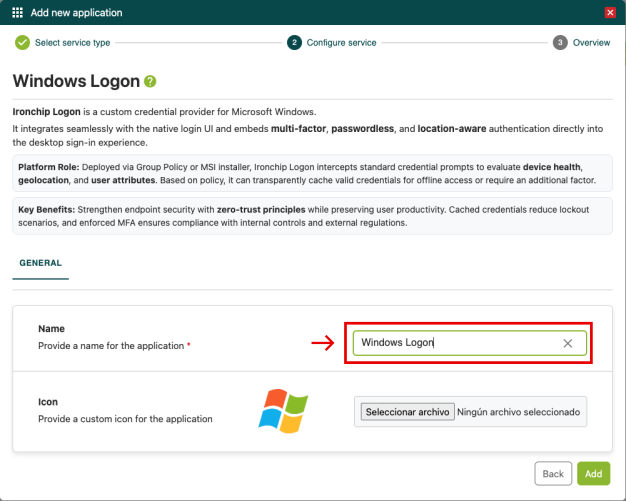 Add new application
Select service type
2
Configure service
3
Overview
Windows Logon ?
Ironchip Logon is a custom credential provider for Microsoft Windows.
It integrates seamlessly with the native login UI and embeds multi-factor, passwordless, and location-aware authentication directly into
the desktop sign-in experience.
Platform Role: Deployed via Group Policy or MSI installer, Ironchip Logon intercepts standard credential prompts to evaluate device health,
geolocation, and user attributes. Based on policy, it can transparently cache valid credentials for offline access or require an additional factor.
Key Benefits: Strengthen endpoint security with zero-trust principles while preserving user productivity. Cached credentials reduce lockout
scenarios, and enforced MFA ensures compliance with internal controls and external regulations.
GENERAL
Name
Provide a name for the application *
Windows Logon
Icon
Provide a custom icon for the application
Seleccionar archivo Ningún archivo seleccionado
Back
Add